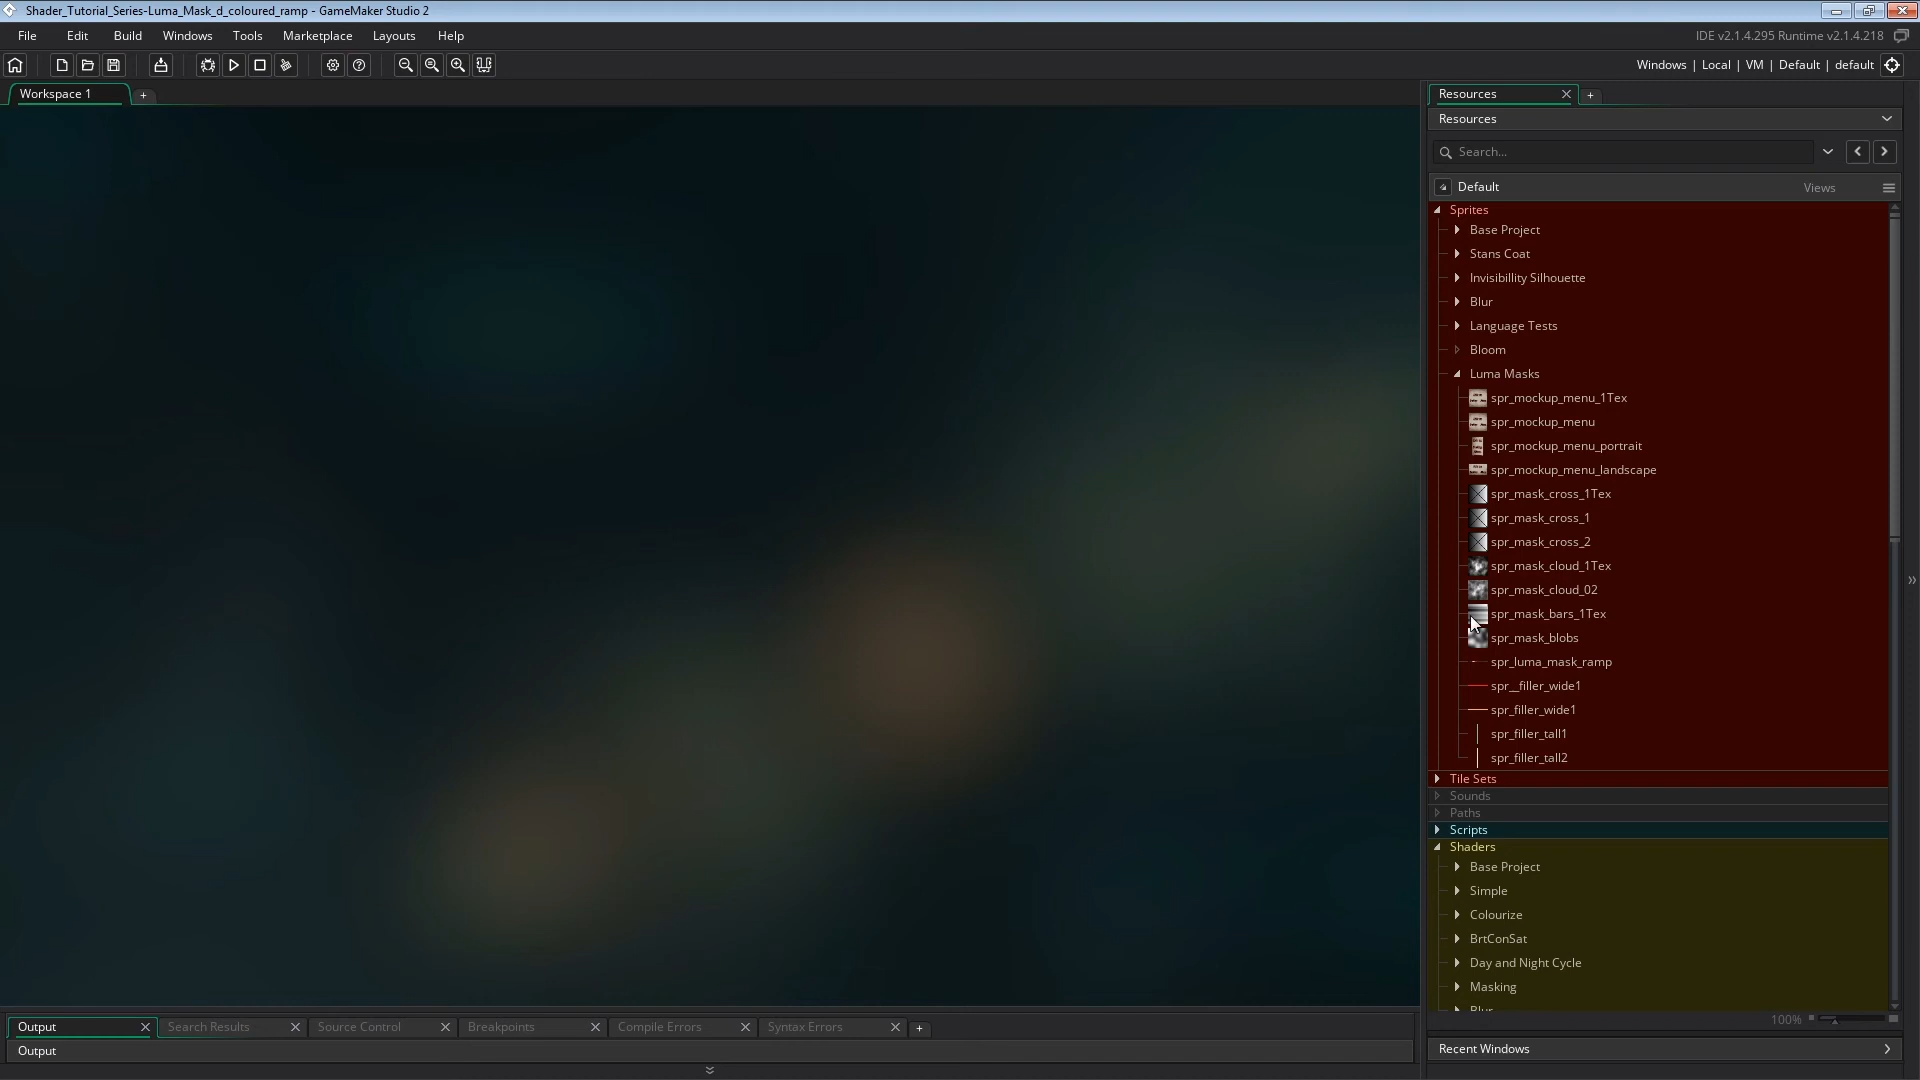 Shader_Tutorial_Series-Luma_Mask_d_coloured_ramp - GameMaker Studio 2
File Edit Build Windows Tools Marketplace Layouts Help
IDE v2.1.4.295 Runtime v2.1.4.218
Windows | Local | VM | Default | default
Workspace 1
Resources
Resources
Search...
Default
Views
Sprites
Base Project
Stans Coat
Invisibillity Silhouette
Blur
Language Tests
Bloom
Luma Masks
spr_mockup_menu_1Tex
spr_mockup_menu
spr_mockup_menu_portrait
spr_mockup_menu_landscape
spr_mask_cross_1Tex
spr_mask_cross_1
spr_mask_cross_2
spr_mask_cloud_1Tex
spr_mask_cloud_02
spr_mask_bars_1Tex
spr_mask_blobs
spr_luma_mask_ramp
spr__filler_wide1
spr_filler_wide1
spr_filler_tall1
spr_filler_tall2
Tile Sets
Sounds
Paths
Scripts
Shaders
Base Project
Simple
Colourize
BrtConSat
Day and Night Cycle
Masking
Blur
100%
Recent Windows
Output Search Results Source Control Breakpoints Compile Errors Syntax Errors
Output